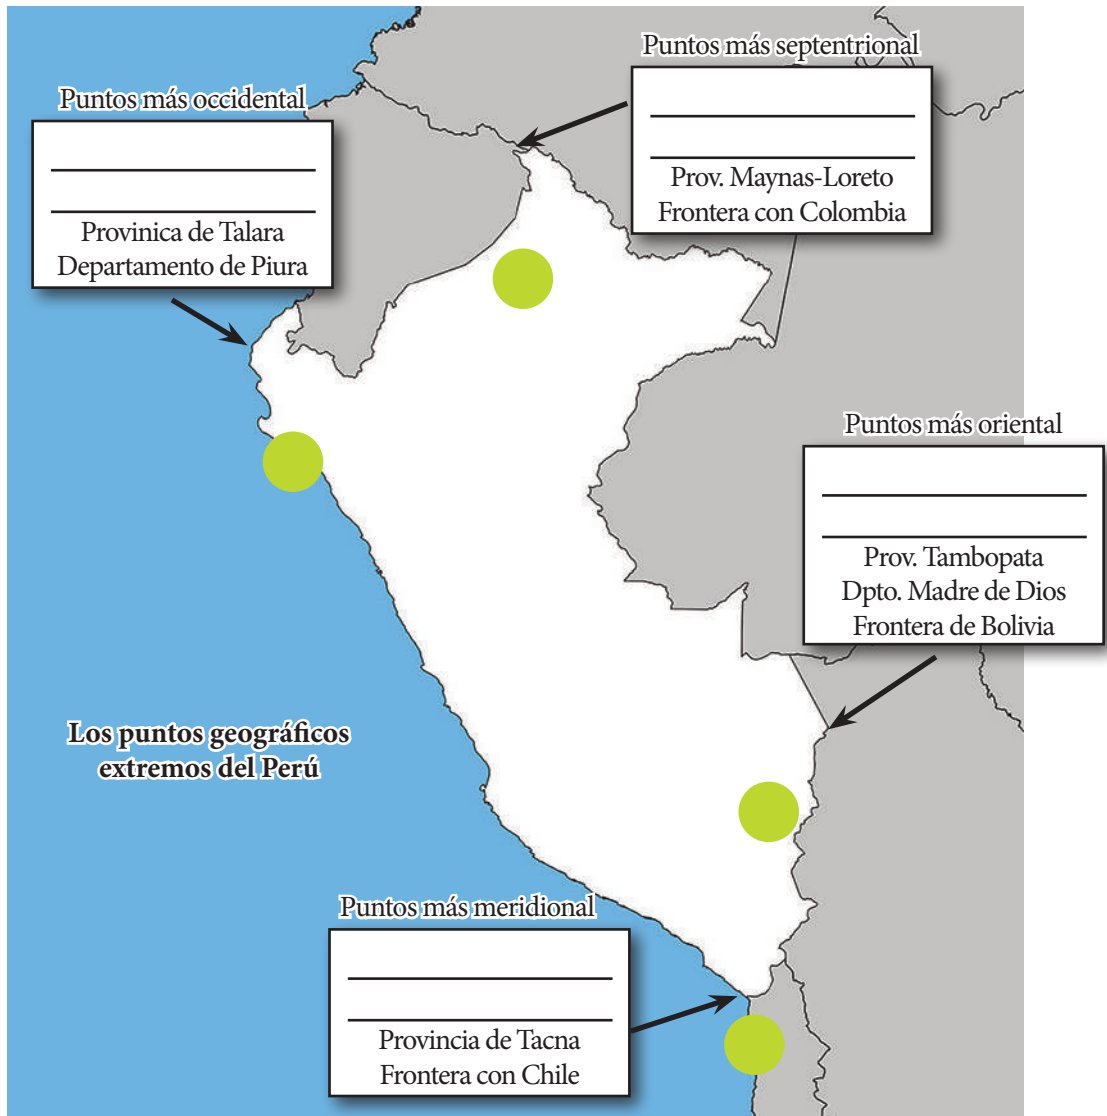 Puntos más septentrional
Prov. Maynas-Loreto
Frontera con Colombia
Puntos más occidental
Provinica de Talara
Departamento de Piura
Puntos más oriental
Prov. Tambopata
Dpto. Madre de Dios
Frontera de Bolivia
Los puntos geográficos
extremos del Perú
Puntos más meridional
Provincia de Tacna
Frontera con Chile